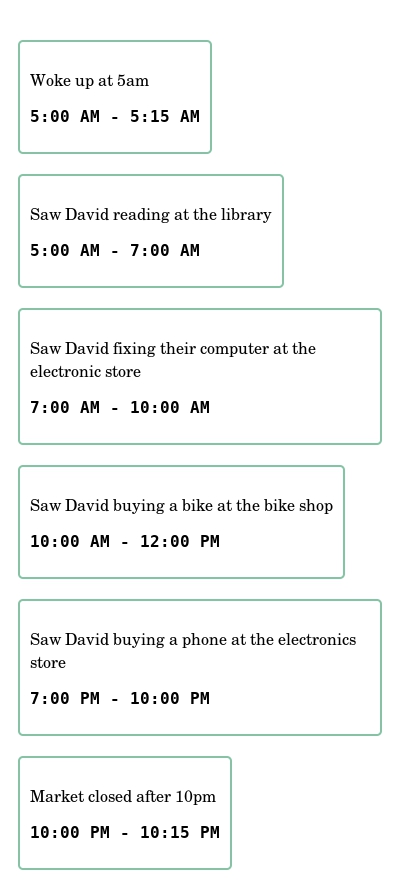 Woke up at 5am
5:00 AM - 5:15 AM
Saw David reading at the library
5:00 AM - 7:00 AM
Saw David fixing their computer at the
electronic store
7:00 AM - 10:00 AM
Saw David buying a bike at the bike shop
10:00 AM - 12:00 PM
Saw David buying a phone at the electronics
store
7:00 PM - 10:00 PM
Market closed after 10pm
10:00 PM - 10:15 PM